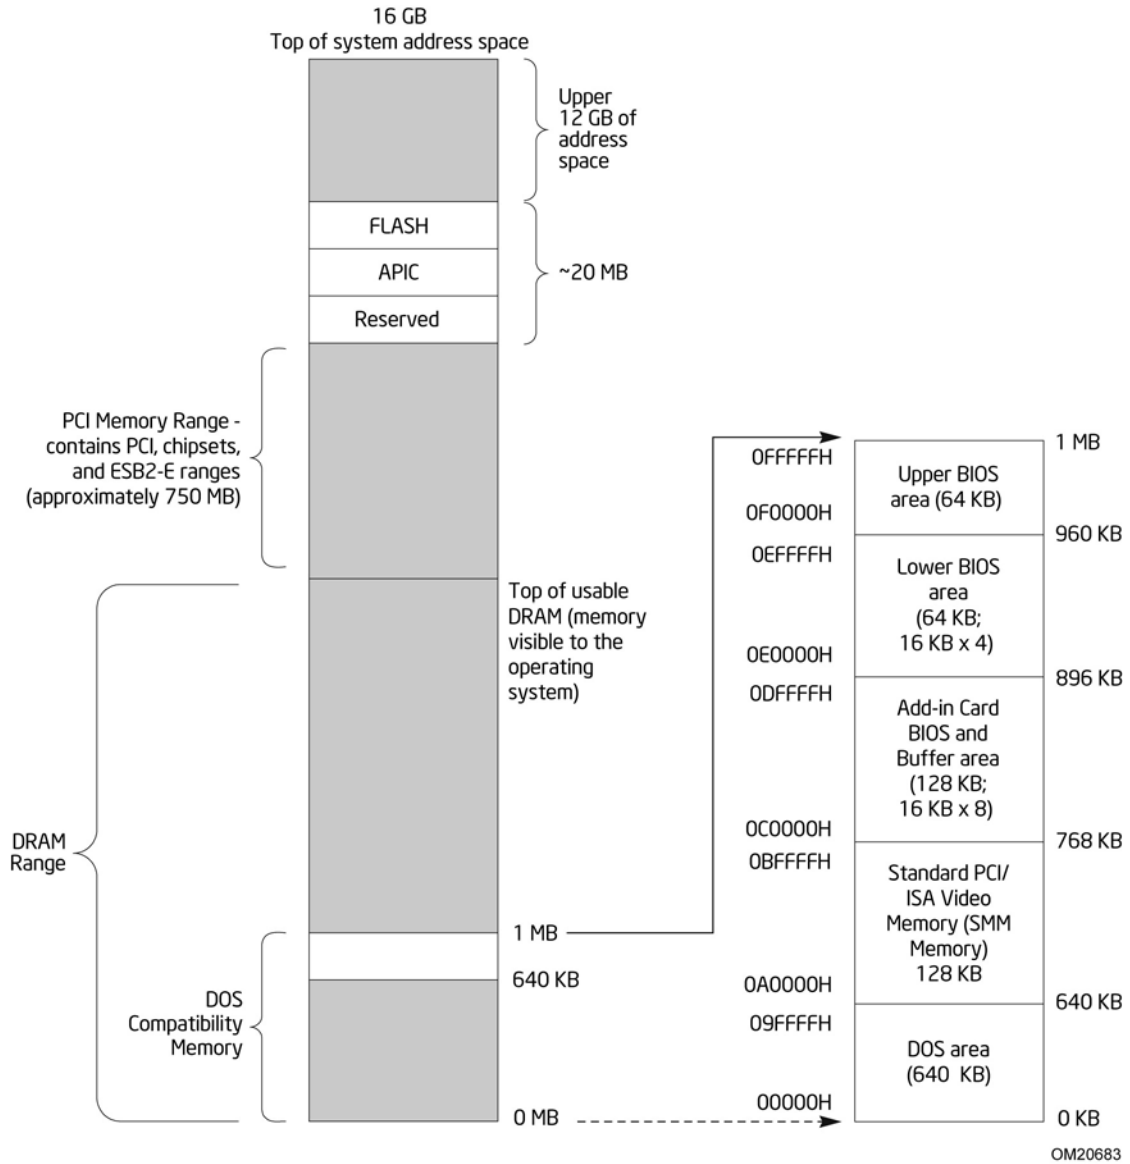 16 GB
Top of system address space
Upper
12 GB of
address
space
FLASH
APIC
~20 MB
Reserved
PCI Memory Range -
contains PCI, chipsets,
and ESB2-E ranges
(approximately 750 MB)
Top of usable
DRAM (memory
visible to the
operating
system)
DRAM
Range
1 MB
640 KB
DOS
Compatibility
Memory
0 MB
0FFFFFH
0F0000H
0EFFFFH
0E0000H
0DFFFFH
0C0000H
0BFFFFH
0A0000H
09FFFFH
00000H
Upper BIOS
area (64 KB)
Lower BIOS
area
(64 KB;
16 KB x 4)
Add-in Card
BIOS and
Buffer area
(128 KB;
16 KB x 8)
Standard PCI/
ISA Video
Memory (SMM
Memory)
128 KB
DOS area
(640 KB)
1 MB
960 KB
896 KB
768 KB
640 KB
0 KB
OM20683